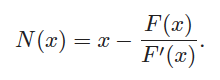 N(x) = x − \frac{F(x)}{F′(x)}.